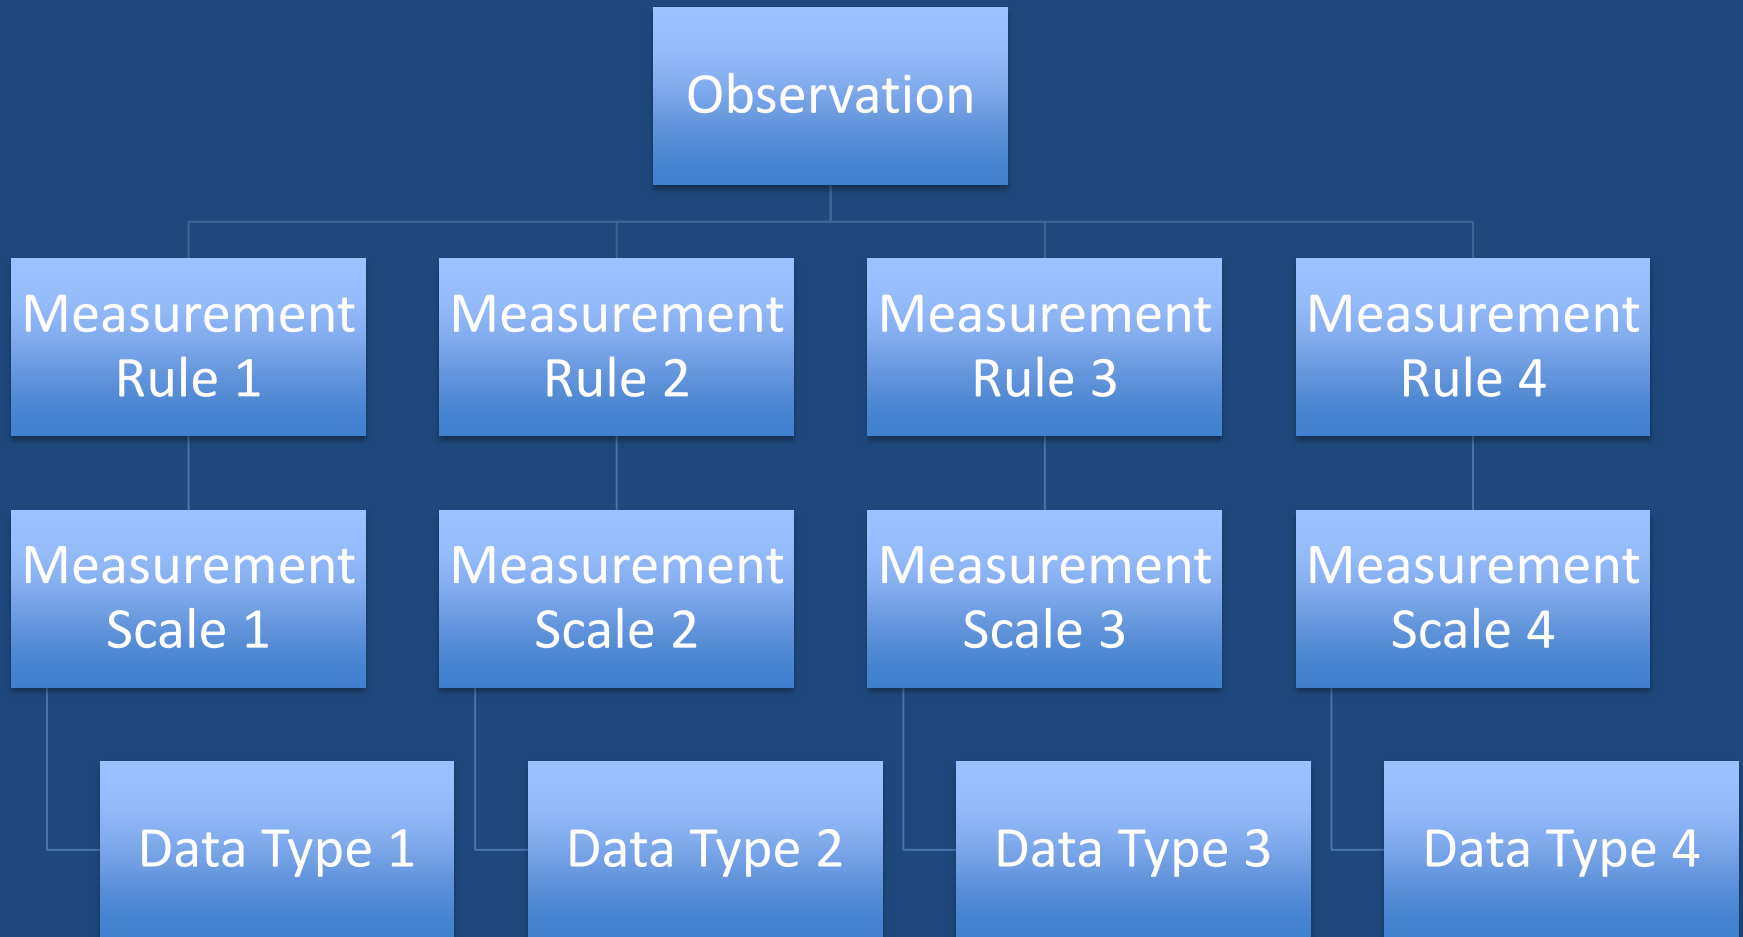 Observation
Measurement
Rule 1
Measurement
Rule 2
Measurement
Rule 3
Measurement
Rule 4
Measurement
Scale 1
Measurement
Scale 2
Measurement
Scale 3
Measurement
Scale 4
Data Type 1
Data Type 2
Data Type 3
Data Type 4